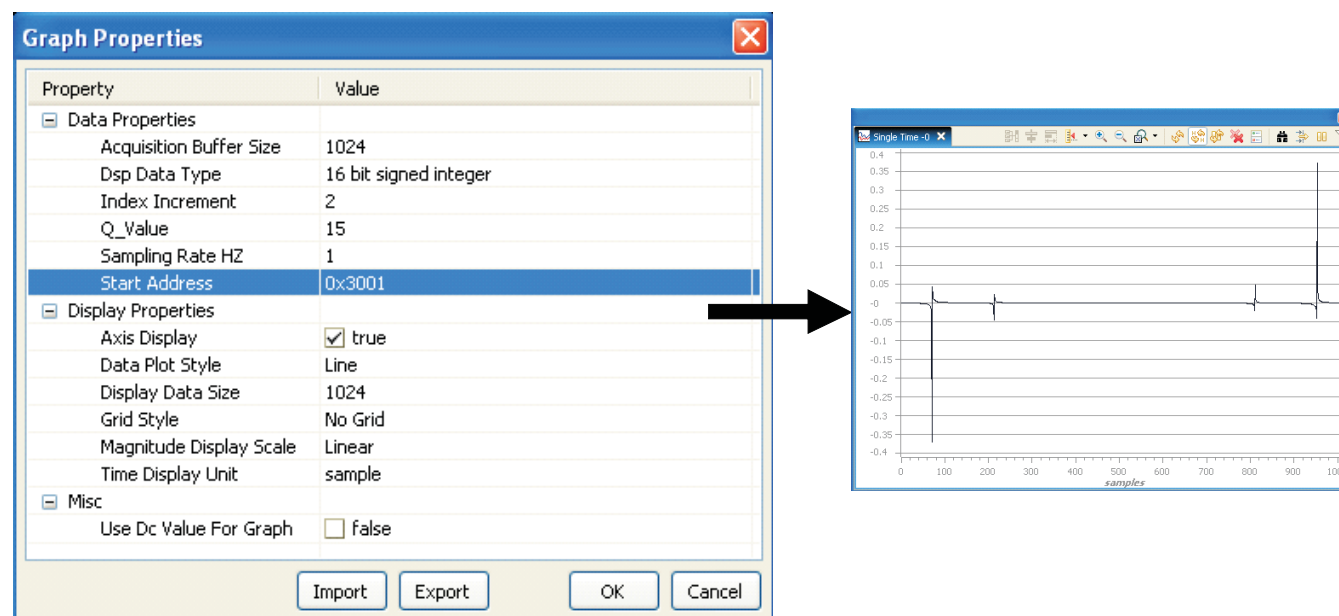 Graph Properties
Property Value
Data Properties
Acquisition Buffer Size 1024
Dsp Data Type 16 bit signed integer
Index Increment 2
Q_Value 15
Sampling Rate HZ 1
Start Address 0x3001
Display Properties
Axis Display true
Data Plot Style Line
Display Data Size 1024
Grid Style No Grid
Magnitude Display Scale Linear
Time Display Unit sample
Misc
Use Dc Value For Graph false
Import Export OK Cancel
Single Time -0
0.4
0.35
0.3
0.25
0.2
0.15
0.1
0.05
-0
-0.05
-0.1
-0.15
-0.2
-0.25
-0.3
-0.35
-0.4
0 100 200 300 400 500 600 700 800 900
samples